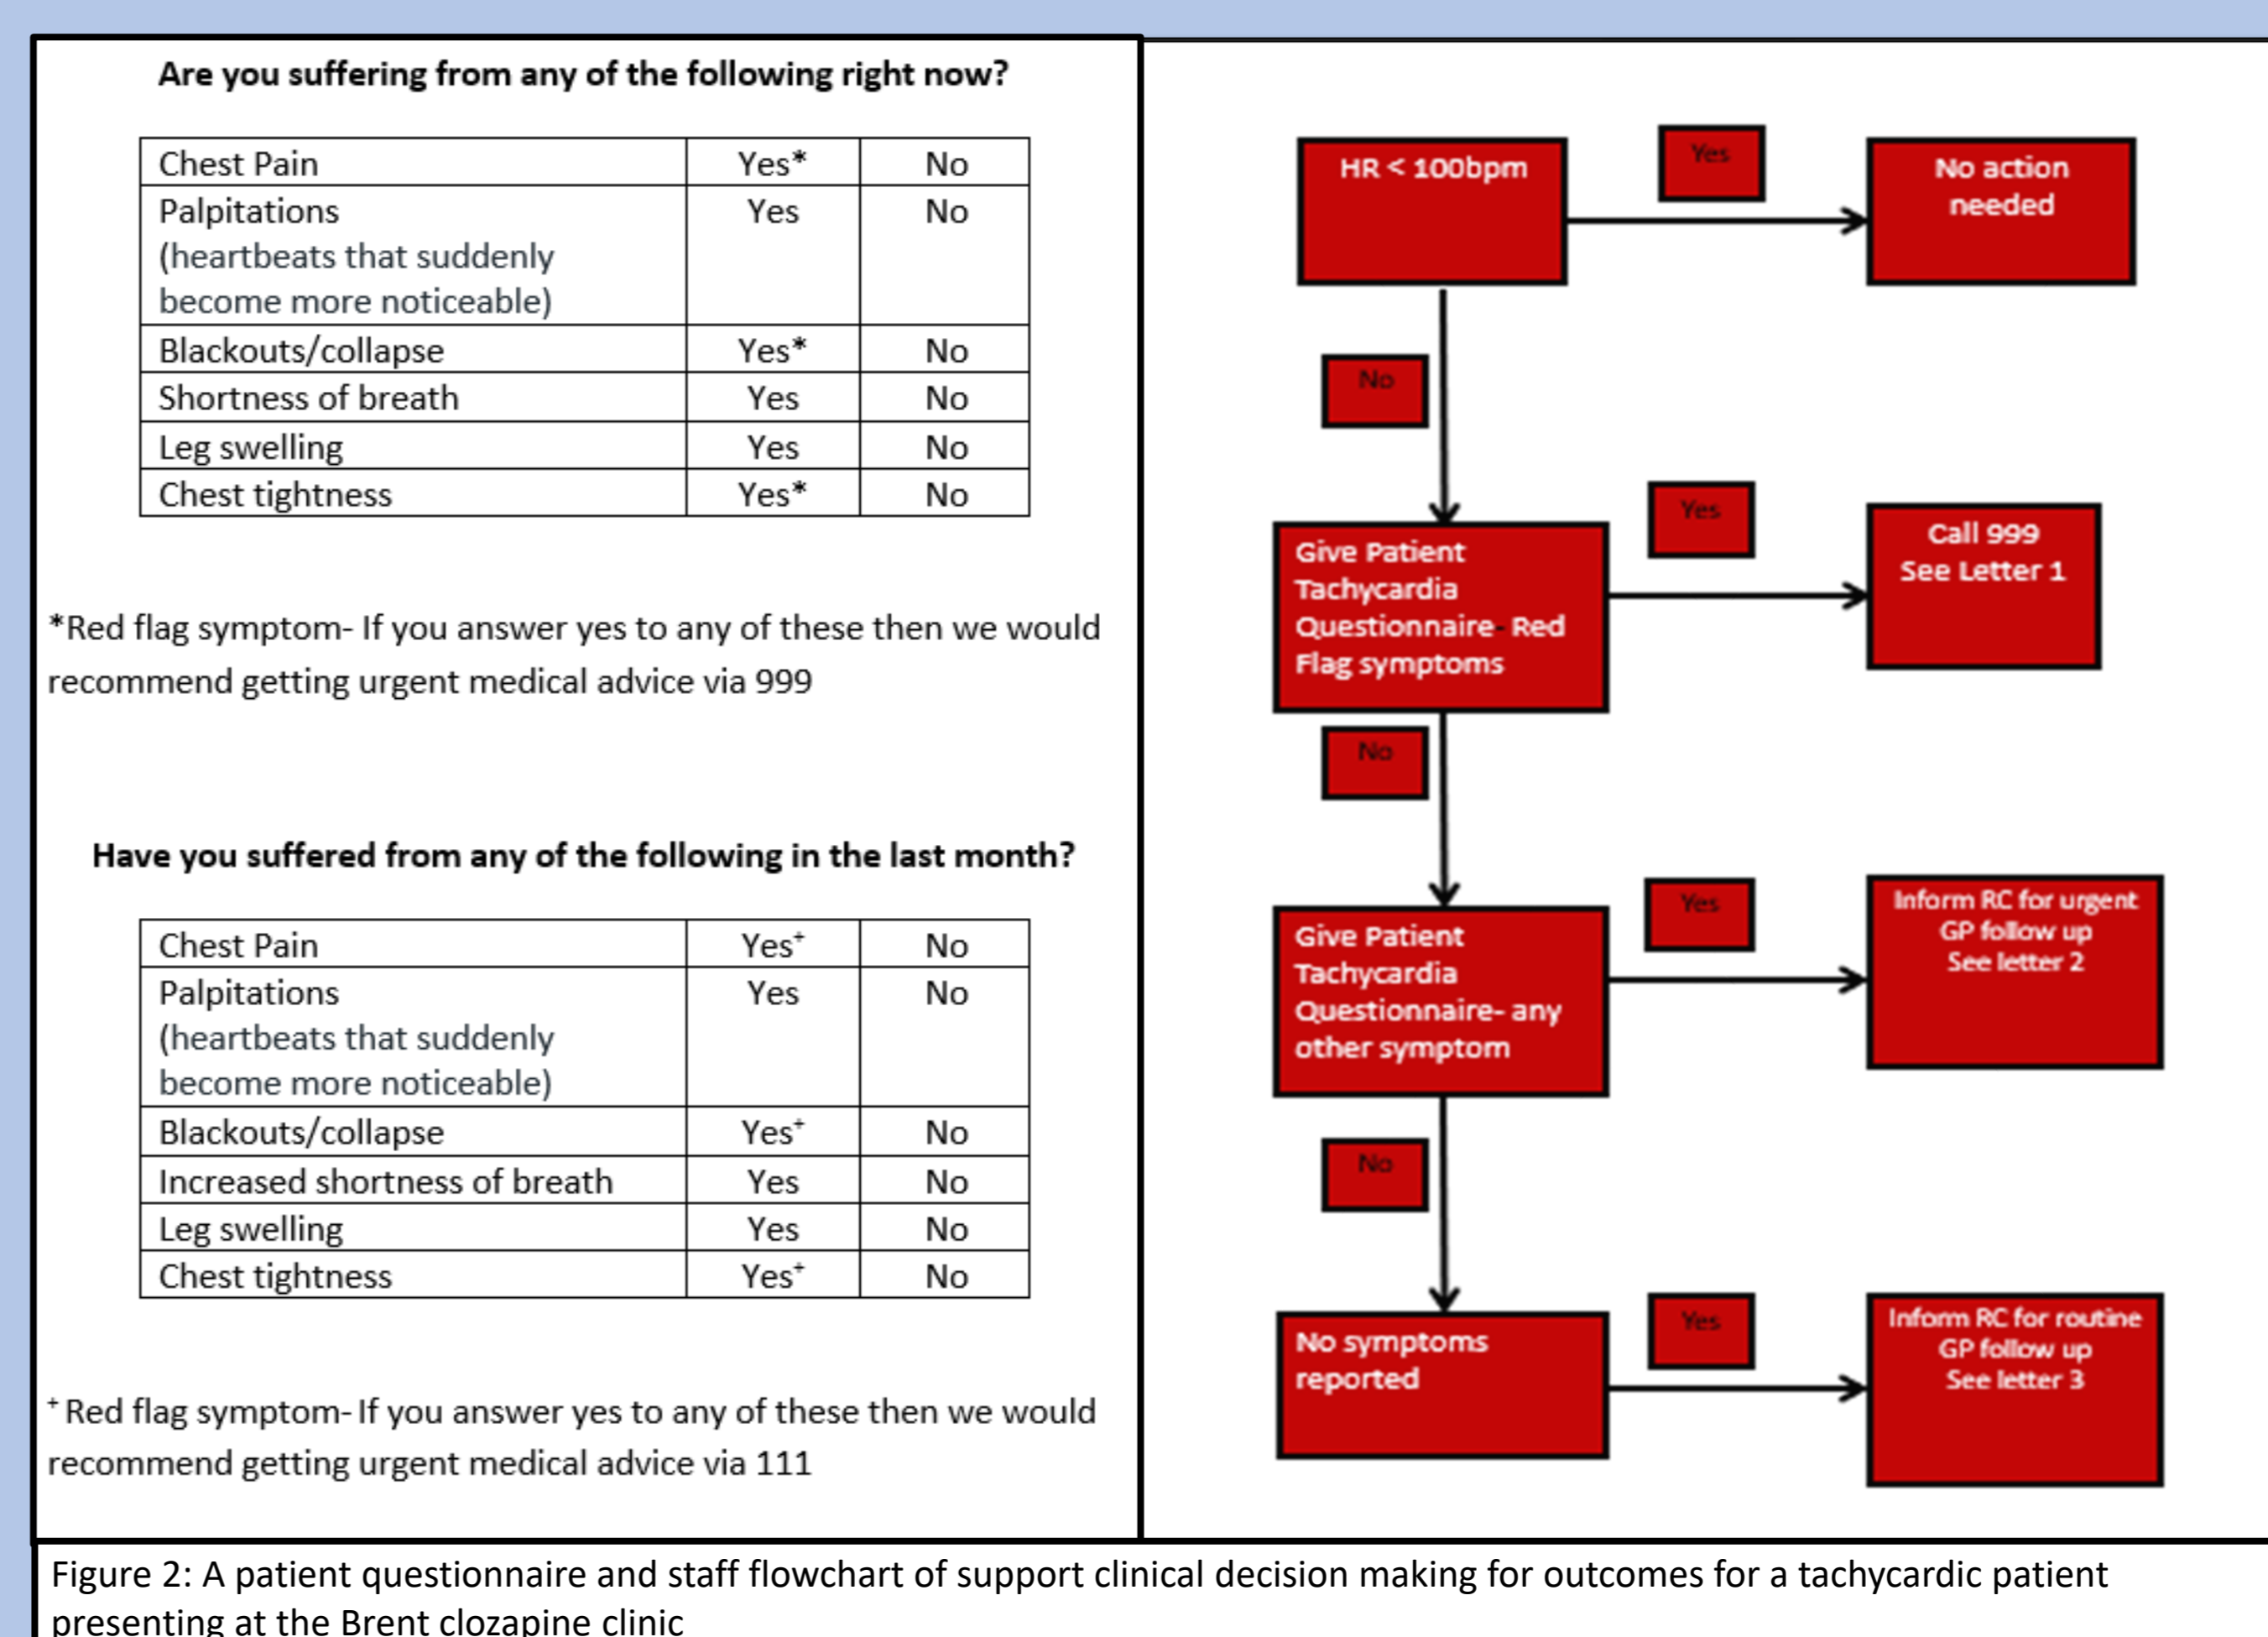 Are you suffering from any of the following right now?
Chest Pain Yes* No
Palpitations Yes No
(heartbeats that suddenly
become more noticeable)
Blackouts/collapse Yes* No
Shortness of breath Yes No
Leg swelling Yes No
Chest tightness Yes* No
*Red flag symptom- If you answer yes to any of these then we would
recommend getting urgent medical advice via 999
Have you suffered from any of the following in the last month?
Chest Pain Yes⁺ No
Palpitations Yes No
(heartbeats that suddenly
become more noticeable)
Blackouts/collapse Yes⁺ No
Increased shortness of breath Yes No
Leg swelling Yes No
Chest tightness Yes⁺ No
⁺ Red flag symptom- If you answer yes to any of these then we would
recommend getting urgent medical advice via 111
HR < 100bpm
Yes
No action
needed
No
Give Patient
Tachycardia
Questionnaire- Red
Flag symptoms
Yes
Call 999
See Letter 1
No
Give Patient
Tachycardia
Questionnaire- any
other symptom
Yes
Inform RC for urgent
GP follow up
See letter 2
No
No symptoms
reported
Yes
Inform RC for routine
GP follow up
See letter 3
Figure 2: A patient questionnaire and staff flowchart of support clinical decision making for outcomes for a tachycardic patient
presenting at the Brent clozapine clinic